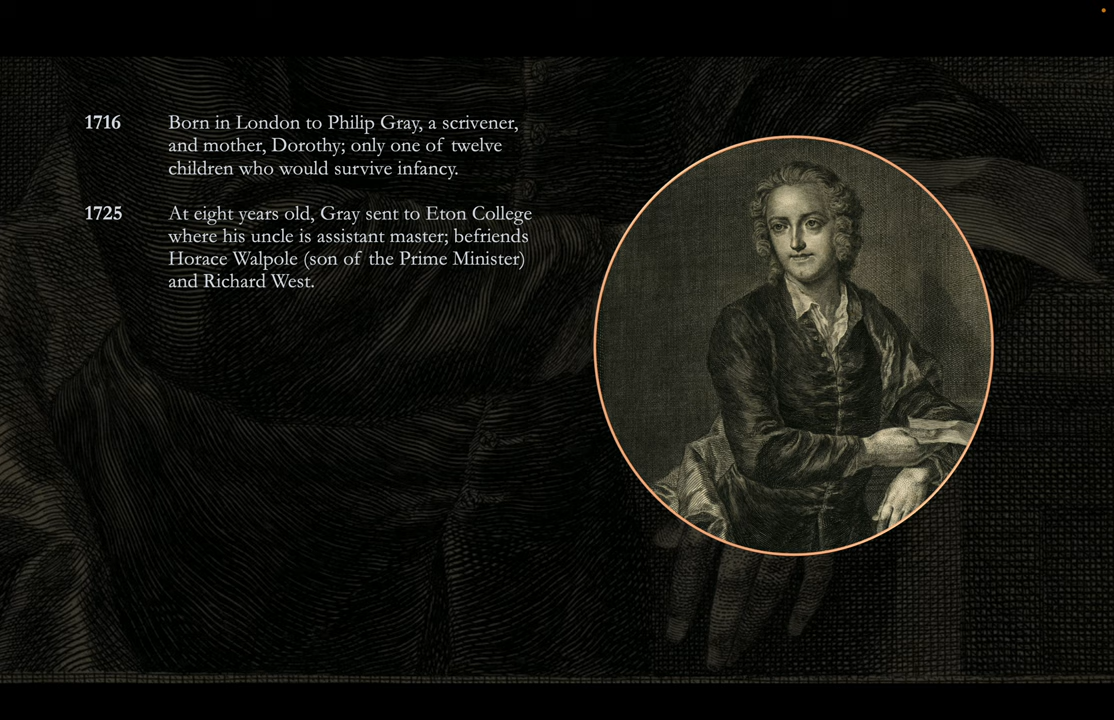 1716 Born in London to Philip Gray, a scrivener,
and mother, Dorothy; only one of twelve
children who would survive infancy.
1725 At eight years old, Gray sent to Eton College
where his uncle is assistant master; befriends
Horace Walpole (son of the Prime Minister)
and Richard West.